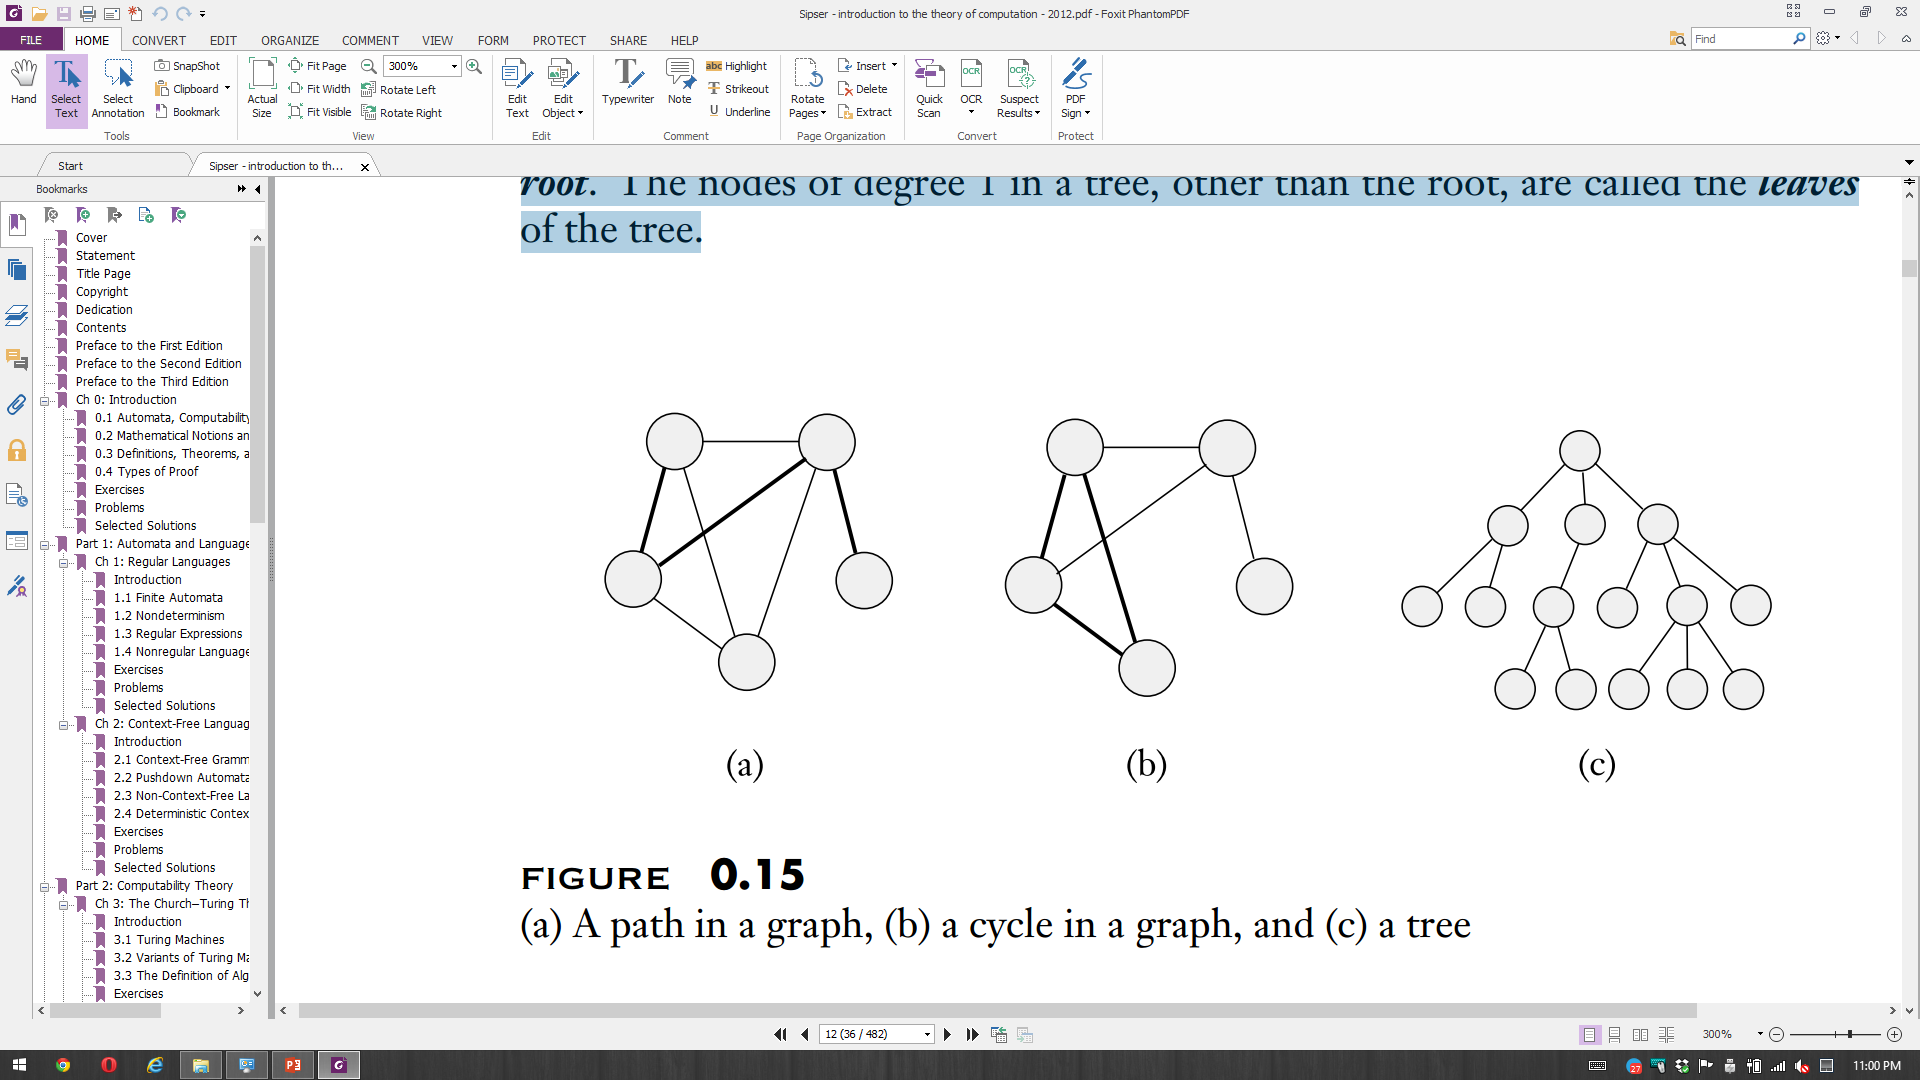 Sipser - introduction to the theory of computation - 2012.pdf - Foxit PhantomPDF
FILE HOME CONVERT EDIT ORGANIZE COMMENT VIEW FORM PROTECT SHARE HELP
Find
Hand
Select Text
Select Annotation
SnapShot
Clipboard
Bookmark
Tools
Actual Size
Fit Page
Fit Width
Fit Visible
300%
Rotate Left
Rotate Right
View
Edit Text
Edit Object
Edit
Typewriter
Note
abc Highlight
T Strikeout
U Underline
Comment
Rotate Pages
Insert
Delete
Extract
Page Organization
Quick Scan
OCR
OCR
OCR
Suspect Results
Convert
PDF Sign
Protect
Start
Sipser - introduction to th...
Bookmarks
Cover
Statement
Title Page
Copyright
Dedication
Contents
Preface to the First Edition
Preface to the Second Edition
Preface to the Third Edition
Ch 0: Introduction
0.1 Automata, Computability
0.2 Mathematical Notions an
0.3 Definitions, Theorems, a
0.4 Types of Proof
Exercises
Problems
Selected Solutions
Part 1: Automata and Language
Ch 1: Regular Languages
Introduction
1.1 Finite Automata
1.2 Nondeterminism
1.3 Regular Expressions
1.4 Nonregular Language
Exercises
Problems
Selected Solutions
Ch 2: Context-Free Languag
Introduction
2.1 Context-Free Gramm
2.2 Pushdown Automata
2.3 Non-Context-Free La
2.4 Deterministic Contex
Exercises
Problems
Selected Solutions
Part 2: Computability Theory
Ch 3: The Church–Turing Th
Introduction
3.1 Turing Machines
3.2 Variants of Turing Ma
3.3 The Definition of Alg
Exercises
root. The nodes of degree 1 in a tree, other than the root, are called the leaves
of the tree.
(a) (b) (c)
FIGURE 0.15
(a) A path in a graph, (b) a cycle in a graph, and (c) a tree
12 (36 / 482)
300%
27
11:00 PM